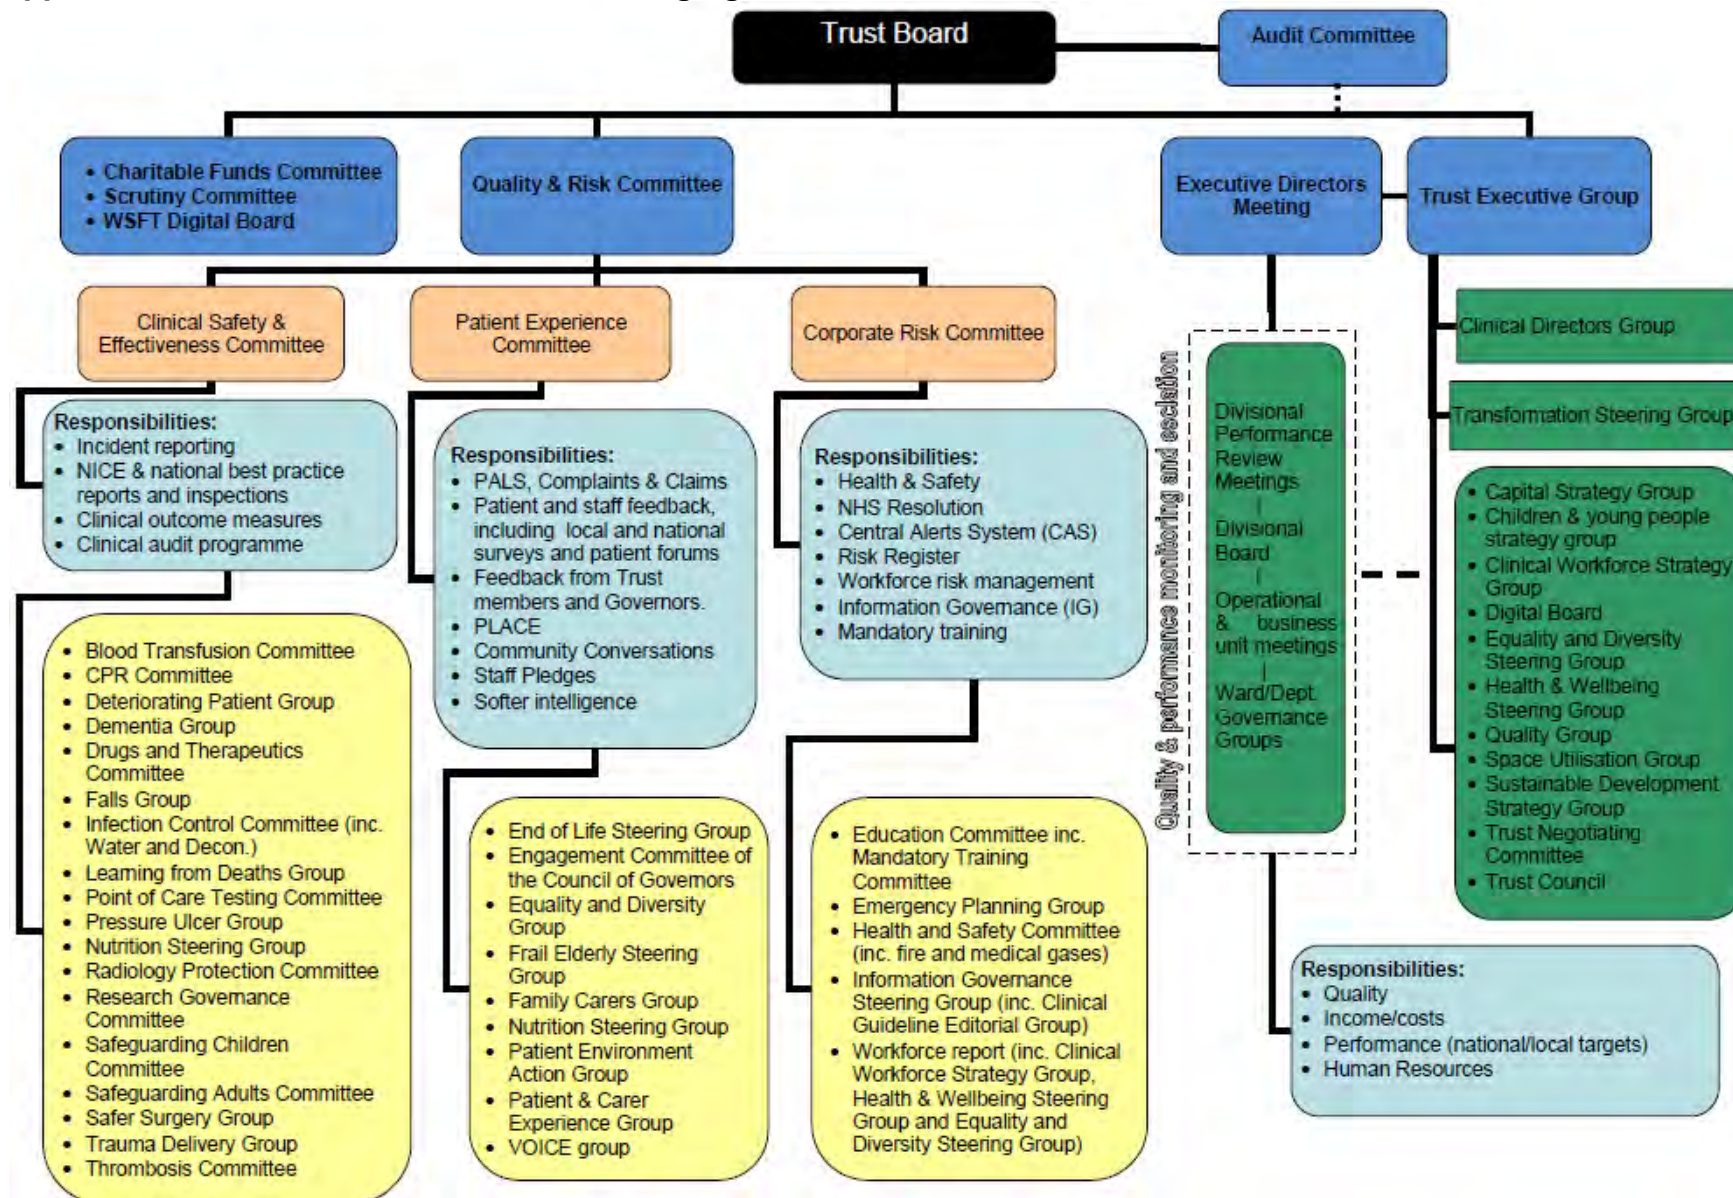 Trust Board
Audit Committee
• Charitable Funds Committee
• Scrutiny Committee
• WSFT Digital Board
Quality & Risk Committee
Executive Directors
Meeting
Trust Executive Group
Clinical Safety &
Effectiveness Committee
Patient Experience
Committee
Corporate Risk Committee
Responsibilities:
• Incident reporting
• NICE & national best practice
reports and inspections
• Clinical outcome measures
• Clinical audit programme
Responsibilities:
• PALS, Complaints & Claims
• Patient and staff feedback,
including local and national
surveys and patient forums
• Feedback from Trust
members and Governors.
• PLACE
• Community Conversations
• Staff Pledges
• Softer intelligence
Responsibilities:
• Health & Safety
• NHS Resolution
• Central Alerts System (CAS)
• Risk Register
• Workforce risk management
• Information Governance (IG)
• Mandatory training
• Blood Transfusion Committee
• CPR Committee
• Deteriorating Patient Group
• Dementia Group
• Drugs and Therapeutics
Committee
• Falls Group
• Infection Control Committee (inc.
Water and Decon.)
• Learning from Deaths Group
• Point of Care Testing Committee
• Pressure Ulcer Group
• Nutrition Steering Group
• Radiology Protection Committee
• Research Governance
Committee
• Safeguarding Children
Committee
• Safeguarding Adults Committee
• Safer Surgery Group
• Trauma Delivery Group
• Thrombosis Committee
• End of Life Steering Group
• Engagement Committee of
the Council of Governors
• Equality and Diversity
Group
• Frail Elderly Steering
Group
• Family Carers Group
• Nutrition Steering Group
• Patient Environment
Action Group
• Patient & Carer
Experience Group
• VOICE group
• Education Committee inc.
Mandatory Training
Committee
• Emergency Planning Group
• Health and Safety Committee
(inc. fire and medical gases)
• Information Governance
Steering Group (inc. Clinical
Guideline Editorial Group)
• Workforce report (inc. Clinical
Workforce Strategy Group,
Health & Wellbeing Steering
Group and Equality and
Diversity Steering Group)
Quality & performance monitoring and esclation
Divisional
Performance
Review
Meetings
Divisional
Board
Operational
& business
unit meetings
Ward/Dept.
Governance
Groups
Clinical Directors Group
Transformation Steering Group
• Capital Strategy Group
• Children & young people
strategy group
• Clinical Workforce Strategy
Group
• Digital Board
• Equality and Diversity
Steering Group
• Health & Wellbeing
Steering Group
• Quality Group
• Space Utilisation Group
• Sustainable Development
Strategy Group
• Trust Negotiating
Committee
• Trust Council
Responsibilities:
• Quality
• Income/costs
• Performance (national/local targets)
• Human Resources